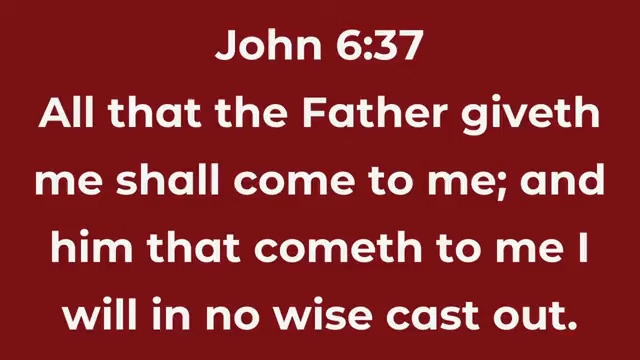 John 6:37
All that the Father giveth
me shall come to me; and
him that cometh to me I
will in no wise cast out.